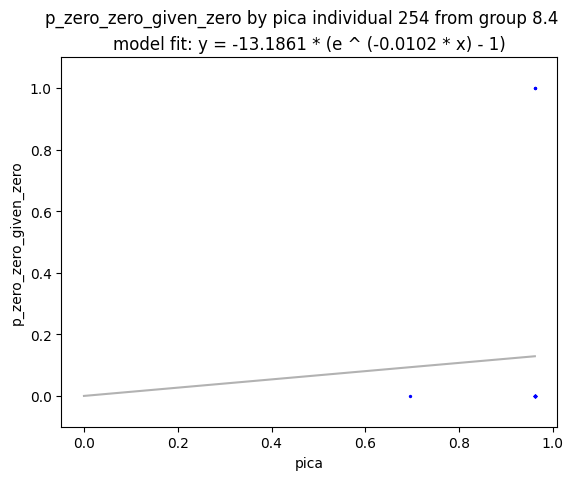 p_zero_zero_given_zero by pica individual 254 from group 8.4
model fit: y = -13.1861 * (e ^ (-0.0102 * x) - 1)
1.0
0.8
0.6
0.4
0.2
0.0
p_zero_zero_given_zero
0.0 0.2 0.4 0.6 0.8 1.0
pica